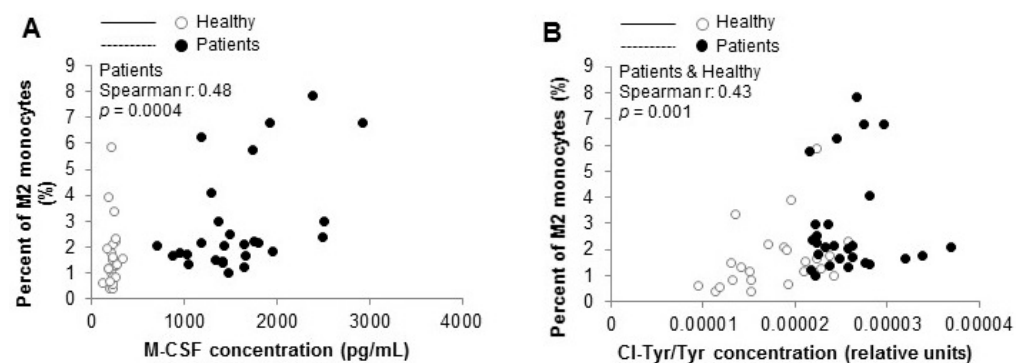 A
Healthy
Patients
Percent of M2 monocytes
(%)
9
8
7
6
5
4
3
2
1
0
Patients
Spearman r: 0.48
p = 0.0004
0
1000
2000
3000
4000
M-CSF concentration (pg/mL)
B
Healthy
Patients
Percent of M2 monocytes (%)
9
8
7
6
5
4
3
2
1
0
Patients & Healthy
Spearman r: 0.43
p = 0.001
0
0.00001
0.00002
0.00003
0.00004
Cl-Tyr/Tyr concentration (relative units)